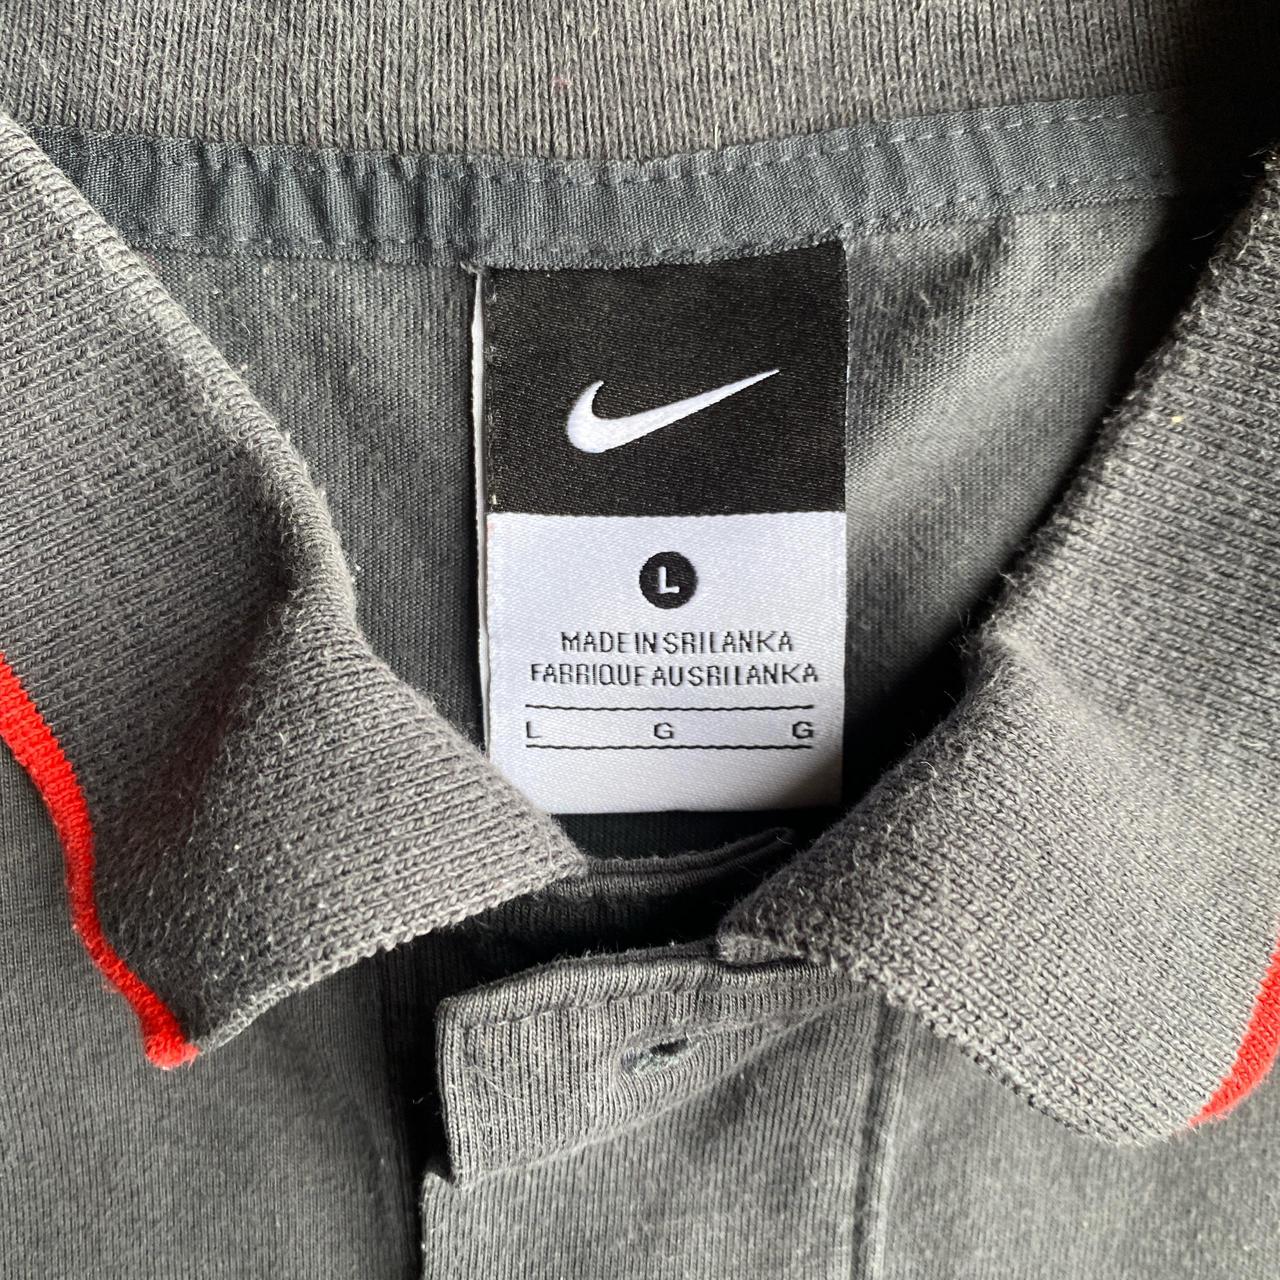 L
MADE IN SRI LANKA
FABRIQUE AU SRI LANKA
L G G